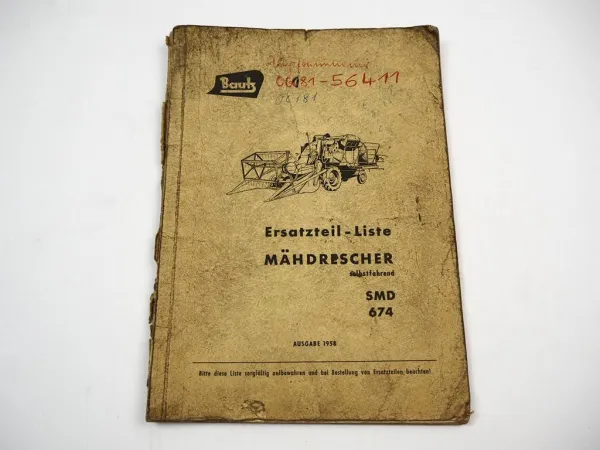 Bautz
0681-56411
Ersatzteil-Liste
MÄHDRESCHER
selbstfahrend
SMD
674
AUSGABE 1958
Bitte diese Liste sorgfältig aufbewahren und bei Bestellung von Ersatzteilen beachten!